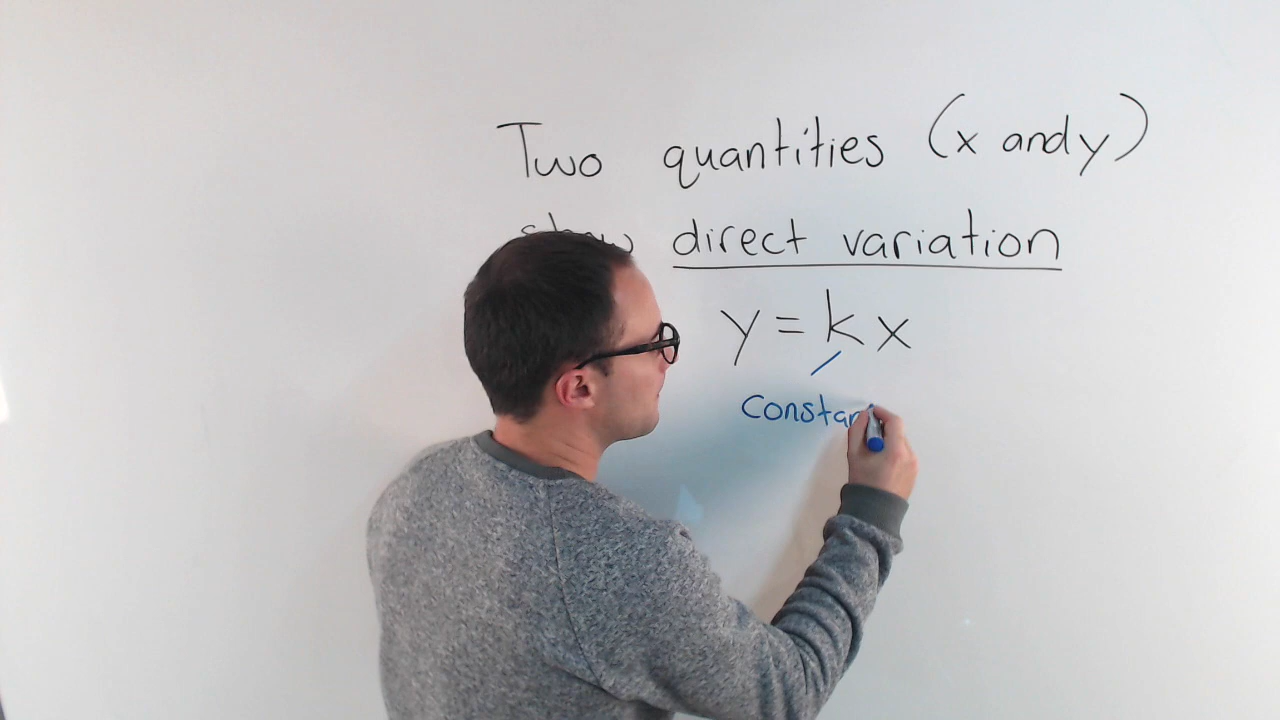 Two quantities (x and y)
show direct variation
y = kx
constan